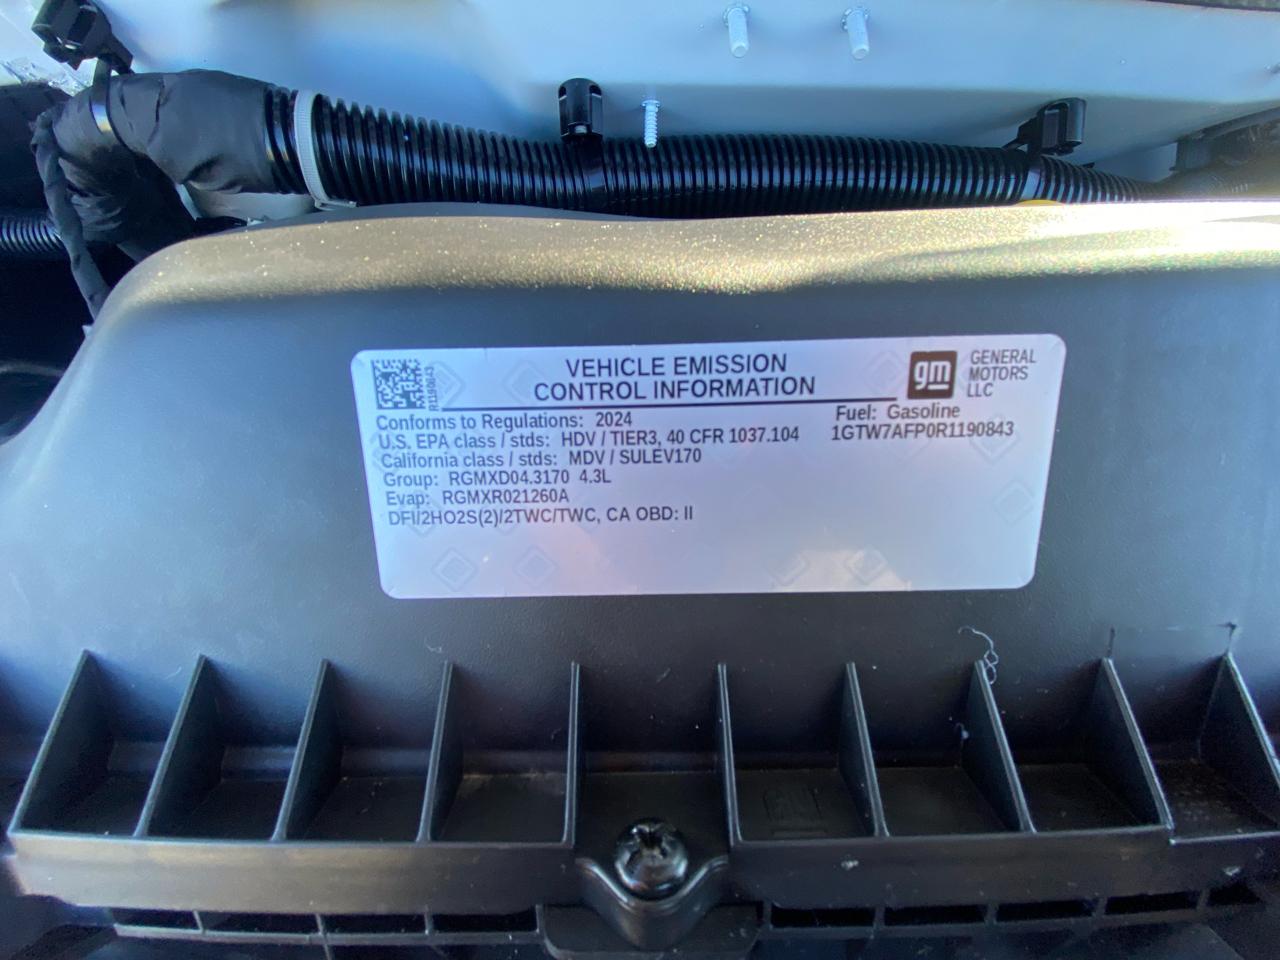 R1190843
VEHICLE EMISSION
CONTROL INFORMATION
gm
GENERAL
MOTORS
LLC
Conforms to Regulations: 2024
Fuel: Gasoline
U.S. EPA class / stds: HDV / TIER3, 40 CFR 1037.104
1GTW7AFP0R1190843
California class / stds: MDV / SULEV170
Group: RGMXD04.3170 4.3L
Evap: RGMXR021260A
DFI/2HO2S(2)/2TWC/TWC, CA OBD: II